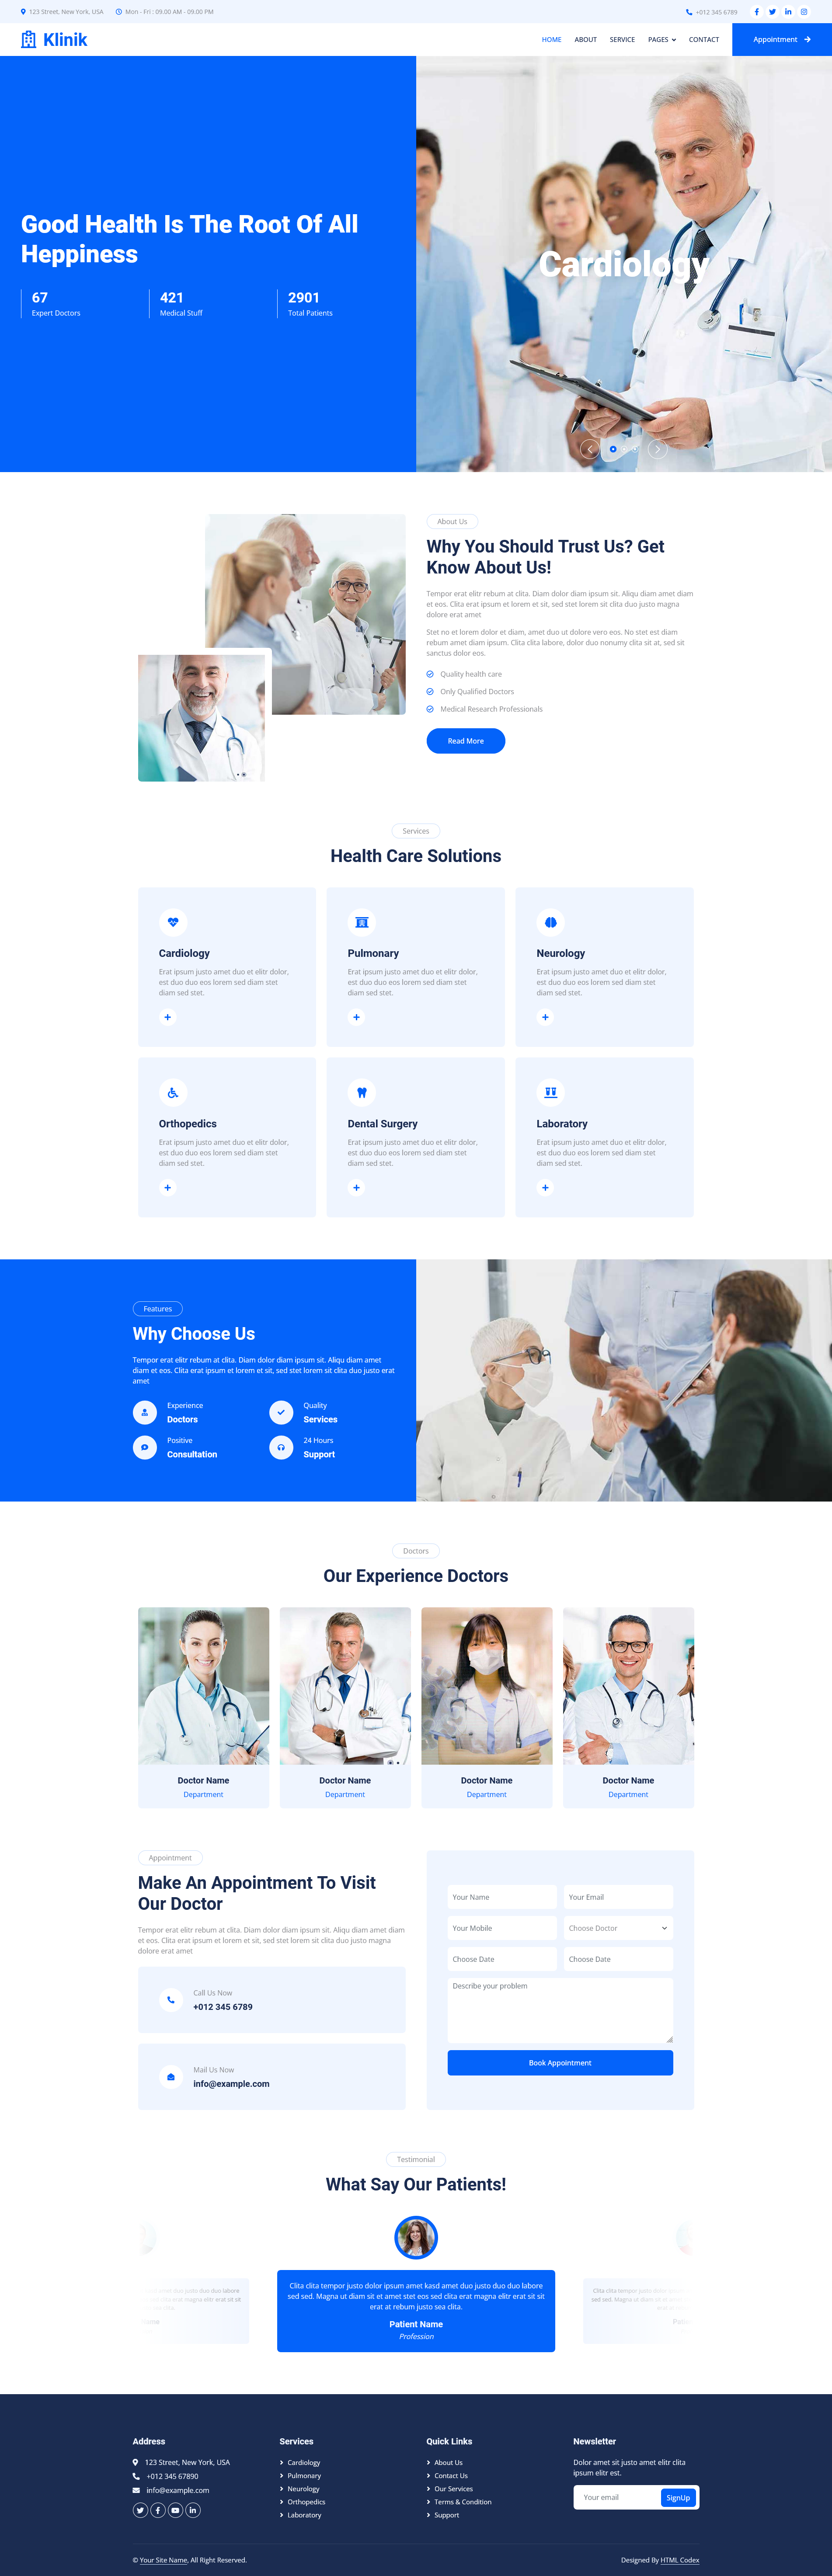 123 Street, New York, USA
Mon - Fri : 09.00 AM - 09.00 PM
+012 345 6789
Klinik
HOME
ABOUT
SERVICE
PAGES
CONTACT
Appointment
Good Health Is The Root Of All
Heppiness
67
Expert Doctors
421
Medical Stuff
2901
Total Patients
Cardiology
About Us
Why You Should Trust Us? Get
Know About Us!
Tempor erat elitr rebum at clita. Diam dolor diam ipsum sit. Aliqu diam amet diam
et eos. Clita erat ipsum et lorem et sit, sed stet lorem sit clita duo justo magna
dolore erat amet
Stet no et lorem dolor et diam, amet duo ut dolore vero eos. No stet est diam
rebum amet diam ipsum. Clita clita labore, dolor duo nonumy clita sit at, sed sit
sanctus dolor eos.
Quality health care
Only Qualified Doctors
Medical Research Professionals
Read More
Services
Health Care Solutions
Cardiology
Erat ipsum justo amet duo et elitr dolor,
est duo duo eos lorem sed diam stet
diam sed stet.
Pulmonary
Erat ipsum justo amet duo et elitr dolor,
est duo duo eos lorem sed diam stet
diam sed stet.
Neurology
Erat ipsum justo amet duo et elitr dolor,
est duo duo eos lorem sed diam stet
diam sed stet.
Orthopedics
Erat ipsum justo amet duo et elitr dolor,
est duo duo eos lorem sed diam stet
diam sed stet.
Dental Surgery
Erat ipsum justo amet duo et elitr dolor,
est duo duo eos lorem sed diam stet
diam sed stet.
Laboratory
Erat ipsum justo amet duo et elitr dolor,
est duo duo eos lorem sed diam stet
diam sed stet.
Features
Why Choose Us
Tempor erat elitr rebum at clita. Diam dolor diam ipsum sit. Aliqu diam amet
diam et eos. Clita erat ipsum et lorem et sit, sed stet lorem sit clita duo justo erat
amet
Experience
Doctors
Quality
Services
Positive
Consultation
24 Hours
Support
Doctors
Our Experience Doctors
Doctor Name
Department
Doctor Name
Department
Doctor Name
Department
Doctor Name
Department
Appointment
Make An Appointment To Visit
Our Doctor
Tempor erat elitr rebum at clita. Diam dolor diam ipsum sit. Aliqu diam amet diam
et eos. Clita erat ipsum et lorem et sit, sed stet lorem sit clita duo justo magna
dolore erat amet
Call Us Now
+012 345 6789
Mail Us Now
info@example.com
Your Name
Your Email
Your Mobile
Choose Doctor
Choose Date
Choose Date
Describe your problem
Book Appointment
Testimonial
What Say Our Patients!
Clita clita tempor justo dolor ipsum amet kasd amet duo justo duo duo labore
sed sed. Magna ut diam sit et amet stet eos sed clita erat magna elitr erat sit sit
erat at rebum justo sea clita.
Patient Name
Profession
Address
123 Street, New York, USA
+012 345 67890
info@example.com
Services
Cardiology
Pulmonary
Neurology
Orthopedics
Laboratory
Quick Links
About Us
Contact Us
Our Services
Terms & Condition
Support
Newsletter
Dolor amet sit justo amet elitr clita
ipsum elitr est.
Your email
SignUp
© Your Site Name, All Right Reserved.
Designed By HTML Codex